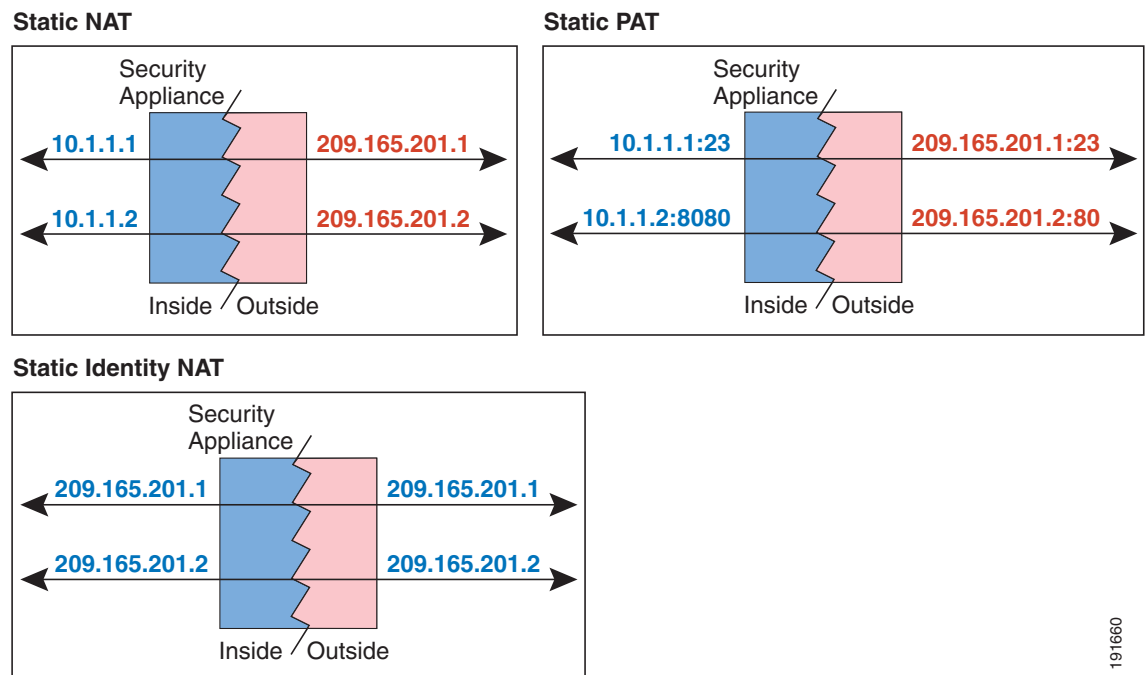 Static NAT
Security
Appliance
10.1.1.1
209.165.201.1
10.1.1.2
209.165.201.2
Inside
Outside
Static PAT
Security
Appliance
10.1.1.1:23
209.165.201.1:23
10.1.1.2:8080
209.165.201.2:80
Inside
Outside
Static Identity NAT
Security
Appliance
209.165.201.1
209.165.201.1
209.165.201.2
209.165.201.2
Inside
Outside
191660